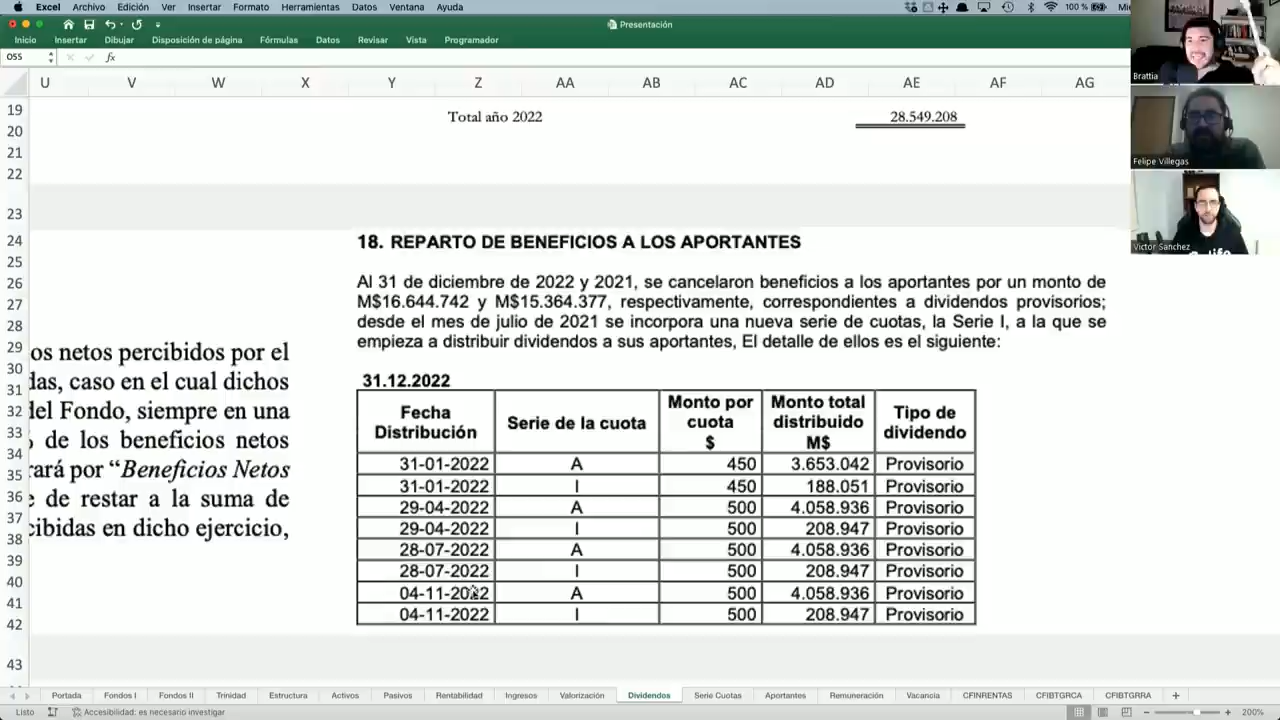 Excel Archivo Edición Ver Insertar Formato Herramientas Datos Ventana Ayuda 100 %
Presentación
Inicio Insertar Dibujar Disposición de página Fórmulas Datos Revisar Vista Programador
O55 fx
U V W X Y Z AA AB AC AD AE AF AG
19
20
21
22
23
24
25
26
27
28
29
30
31
32
33
34
35
36
37
38
39
40
41
42
43
Total año 2022 28.549.208
18. REPARTO DE BENEFICIOS A LOS APORTANTES
Al 31 de diciembre de 2022 y 2021, se cancelaron beneficios a los aportantes por un monto de
M$16.644.742 y M$15.364.377, respectivamente, correspondientes a dividendos provisorios;
desde el mes de julio de 2021 se incorpora una nueva serie de cuotas, la Serie I, a la que se
empieza a distribuir dividendos a sus aportantes, El detalle de ellos es el siguiente:
os netos percibidos por el
das, caso en el cual dichos
del Fondo, siempre en una
de los beneficios netos
rará por “Beneficios Netos
e de restar a la suma de
cibidas en dicho ejercicio,
31.12.2022
Fecha Distribución Serie de la cuota Monto por cuota $ Monto total distribuido M$ Tipo de dividendo
31-01-2022 A 450 3.653.042 Provisorio
31-01-2022 I 450 188.051 Provisorio
29-04-2022 A 500 4.058.936 Provisorio
29-04-2022 I 500 208.947 Provisorio
28-07-2022 A 500 4.058.936 Provisorio
28-07-2022 I 500 208.947 Provisorio
04-11-2022 A 500 4.058.936 Provisorio
04-11-2022 I 500 208.947 Provisorio
Brattia
Felipe Villegas
Victor Sanchez
Portada Fondos I Fondos II Trinidad Estructura Activos Pasivos Rentabilidad Ingresos Valorización Dividendos Serie Cuotas Aportantes Remuneración Vacancia CFINRENTAS CFIBTGRCA CFIBTGRRA +
Listo Accesibilidad: es necesario investigar 200%